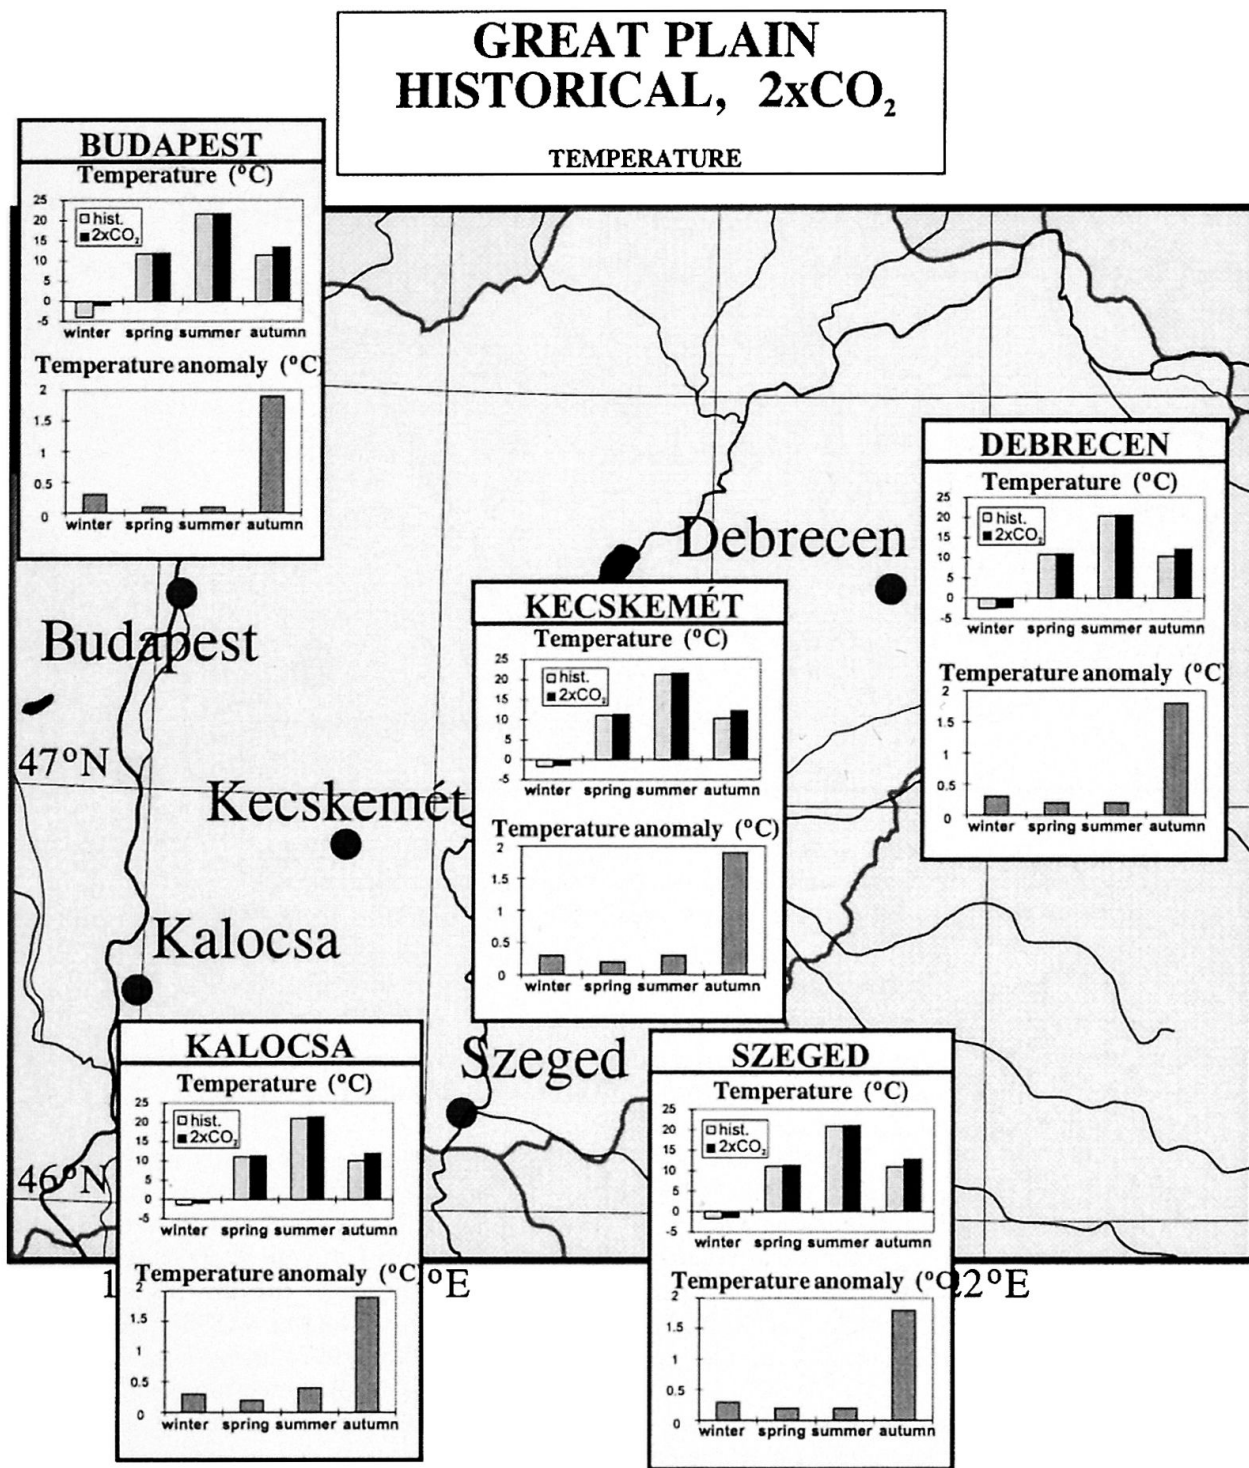 GREAT PLAIN
HISTORICAL, 2xCO₂
TEMPERATURE
BUDAPEST
Temperature (°C)
25
20
15
10
5
0
-5
hist.
2xCO₂
winter spring summer autumn
Temperature anomaly (°C)
2
1.5
1
0.5
0
winter spring summer autumn
DEBRECEN
Temperature (°C)
25
20
15
10
5
0
-5
hist.
2xCO₂
winter spring summer autumn
Temperature anomaly (°C)
2
1.5
1
0.5
0
winter spring summer autumn
Debrecen
Budapest
KECSKEMÉT
Temperature (°C)
25
20
15
10
5
0
-5
hist.
2xCO₂
winter spring summer autumn
Temperature anomaly (°C)
2
1.5
1
0.5
0
winter spring summer autumn
47°N
Kecskemét
Kalocsa
Szeged
KALOCSA
Temperature (°C)
25
20
15
10
5
0
-5
hist.
2xCO₂
winter spring summer autumn
Temperature anomaly (°C)
2
1.5
1
0.5
0
winter spring summer autumn
SZEGED
Temperature (°C)
25
20
15
10
5
0
-5
hist.
2xCO₂
winter spring summer autumn
Temperature anomaly (°C
2
1.5
1
0.5
0
winter spring summer autumn
46°N
°E
22°E